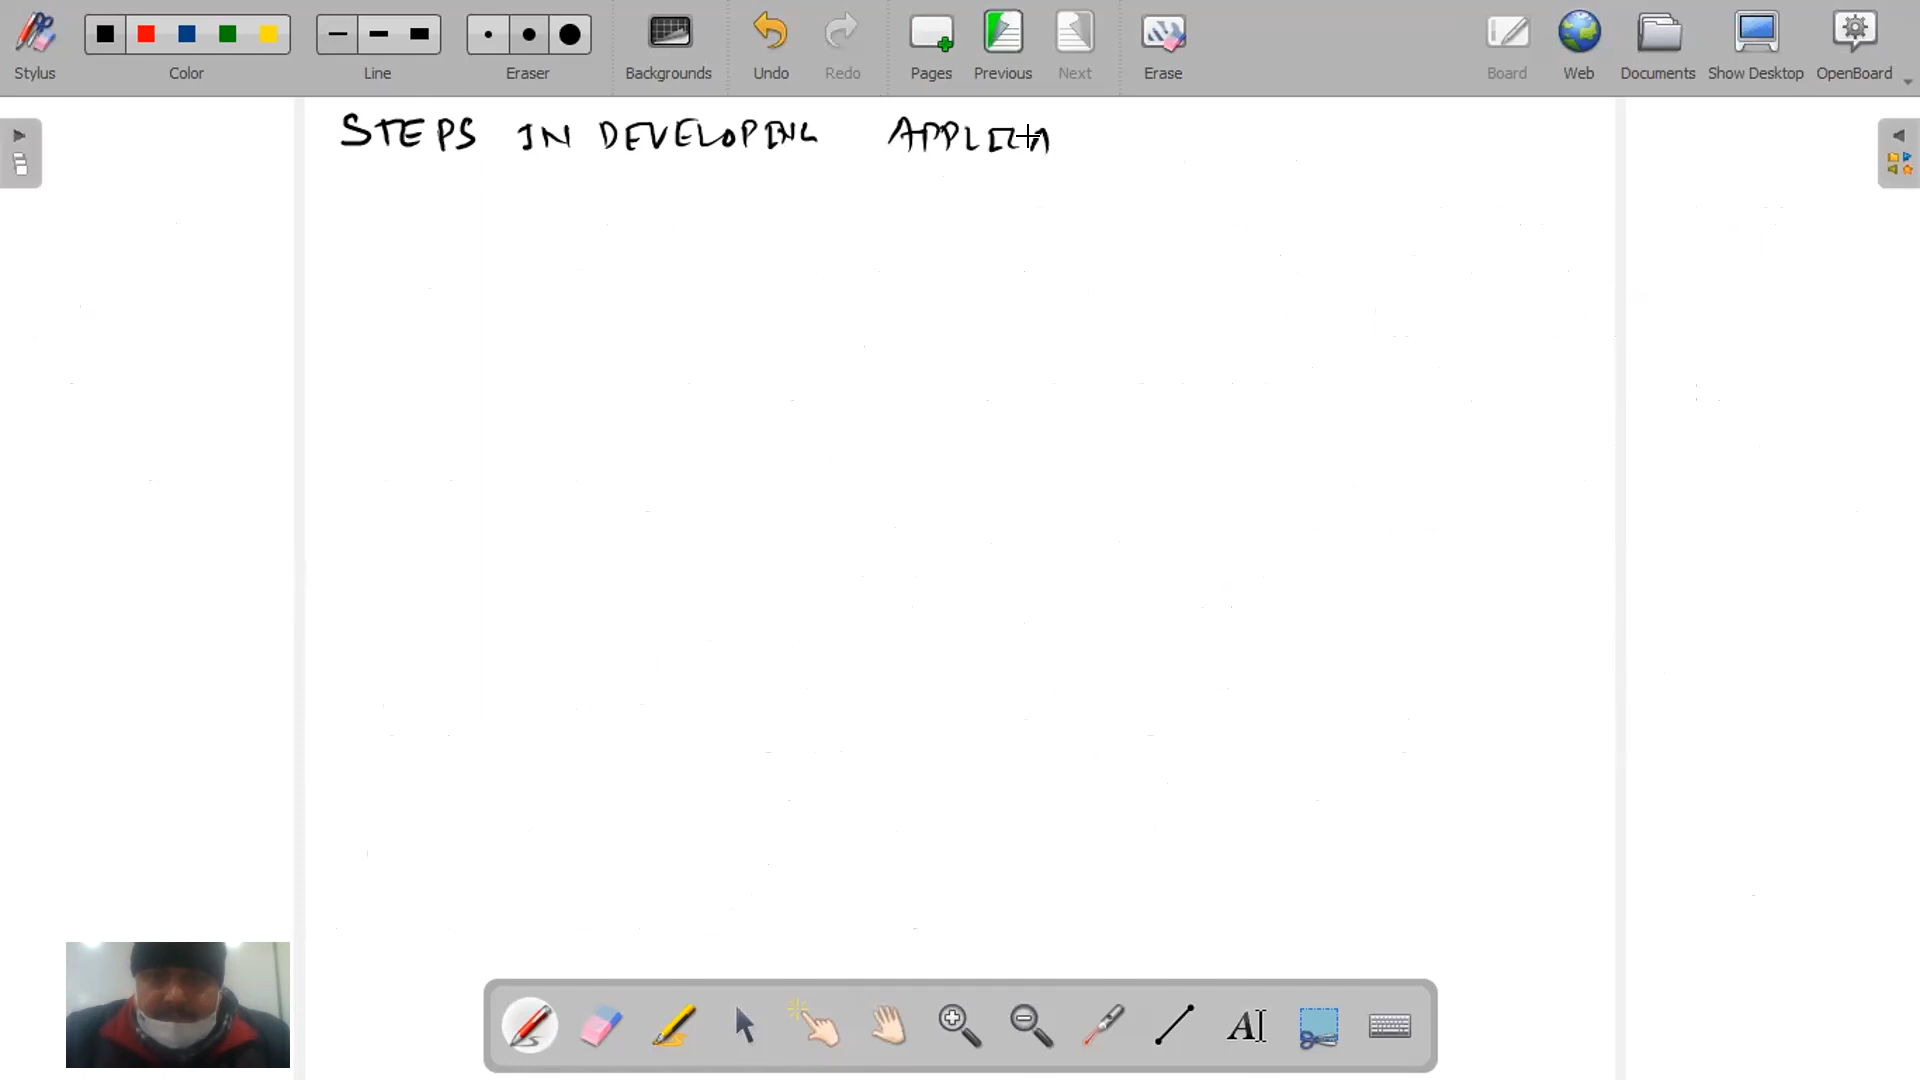 Stylus Color Line Eraser Backgrounds Undo Redo Pages Previous Next Erase Board Web Documents Show Desktop OpenBoard
STEPS IN DEVELOPING APPLICA